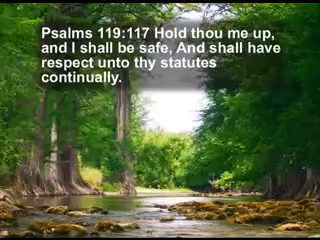 Psalms 119:117 Hold thou me up,
and I shall be safe, And shall have
respect unto thy statutes
continually.